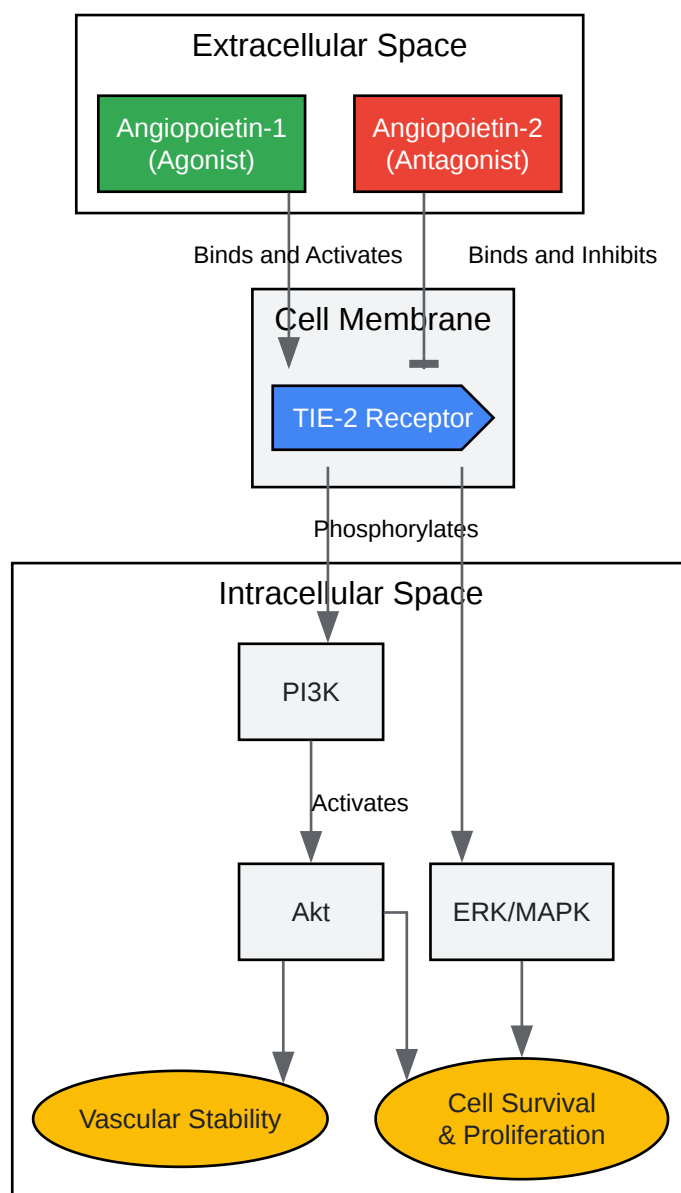 Extracellular Space
Angiopoietin-1
(Agonist)
Angiopoietin-2
(Antagonist)
Binds and Activates
Binds and Inhibits
Cell Membrane
TIE-2 Receptor
Phosphorylates
Intracellular Space
PI3K
Activates
Akt
ERK/MAPK
Vascular Stability
Cell Survival
& Proliferation